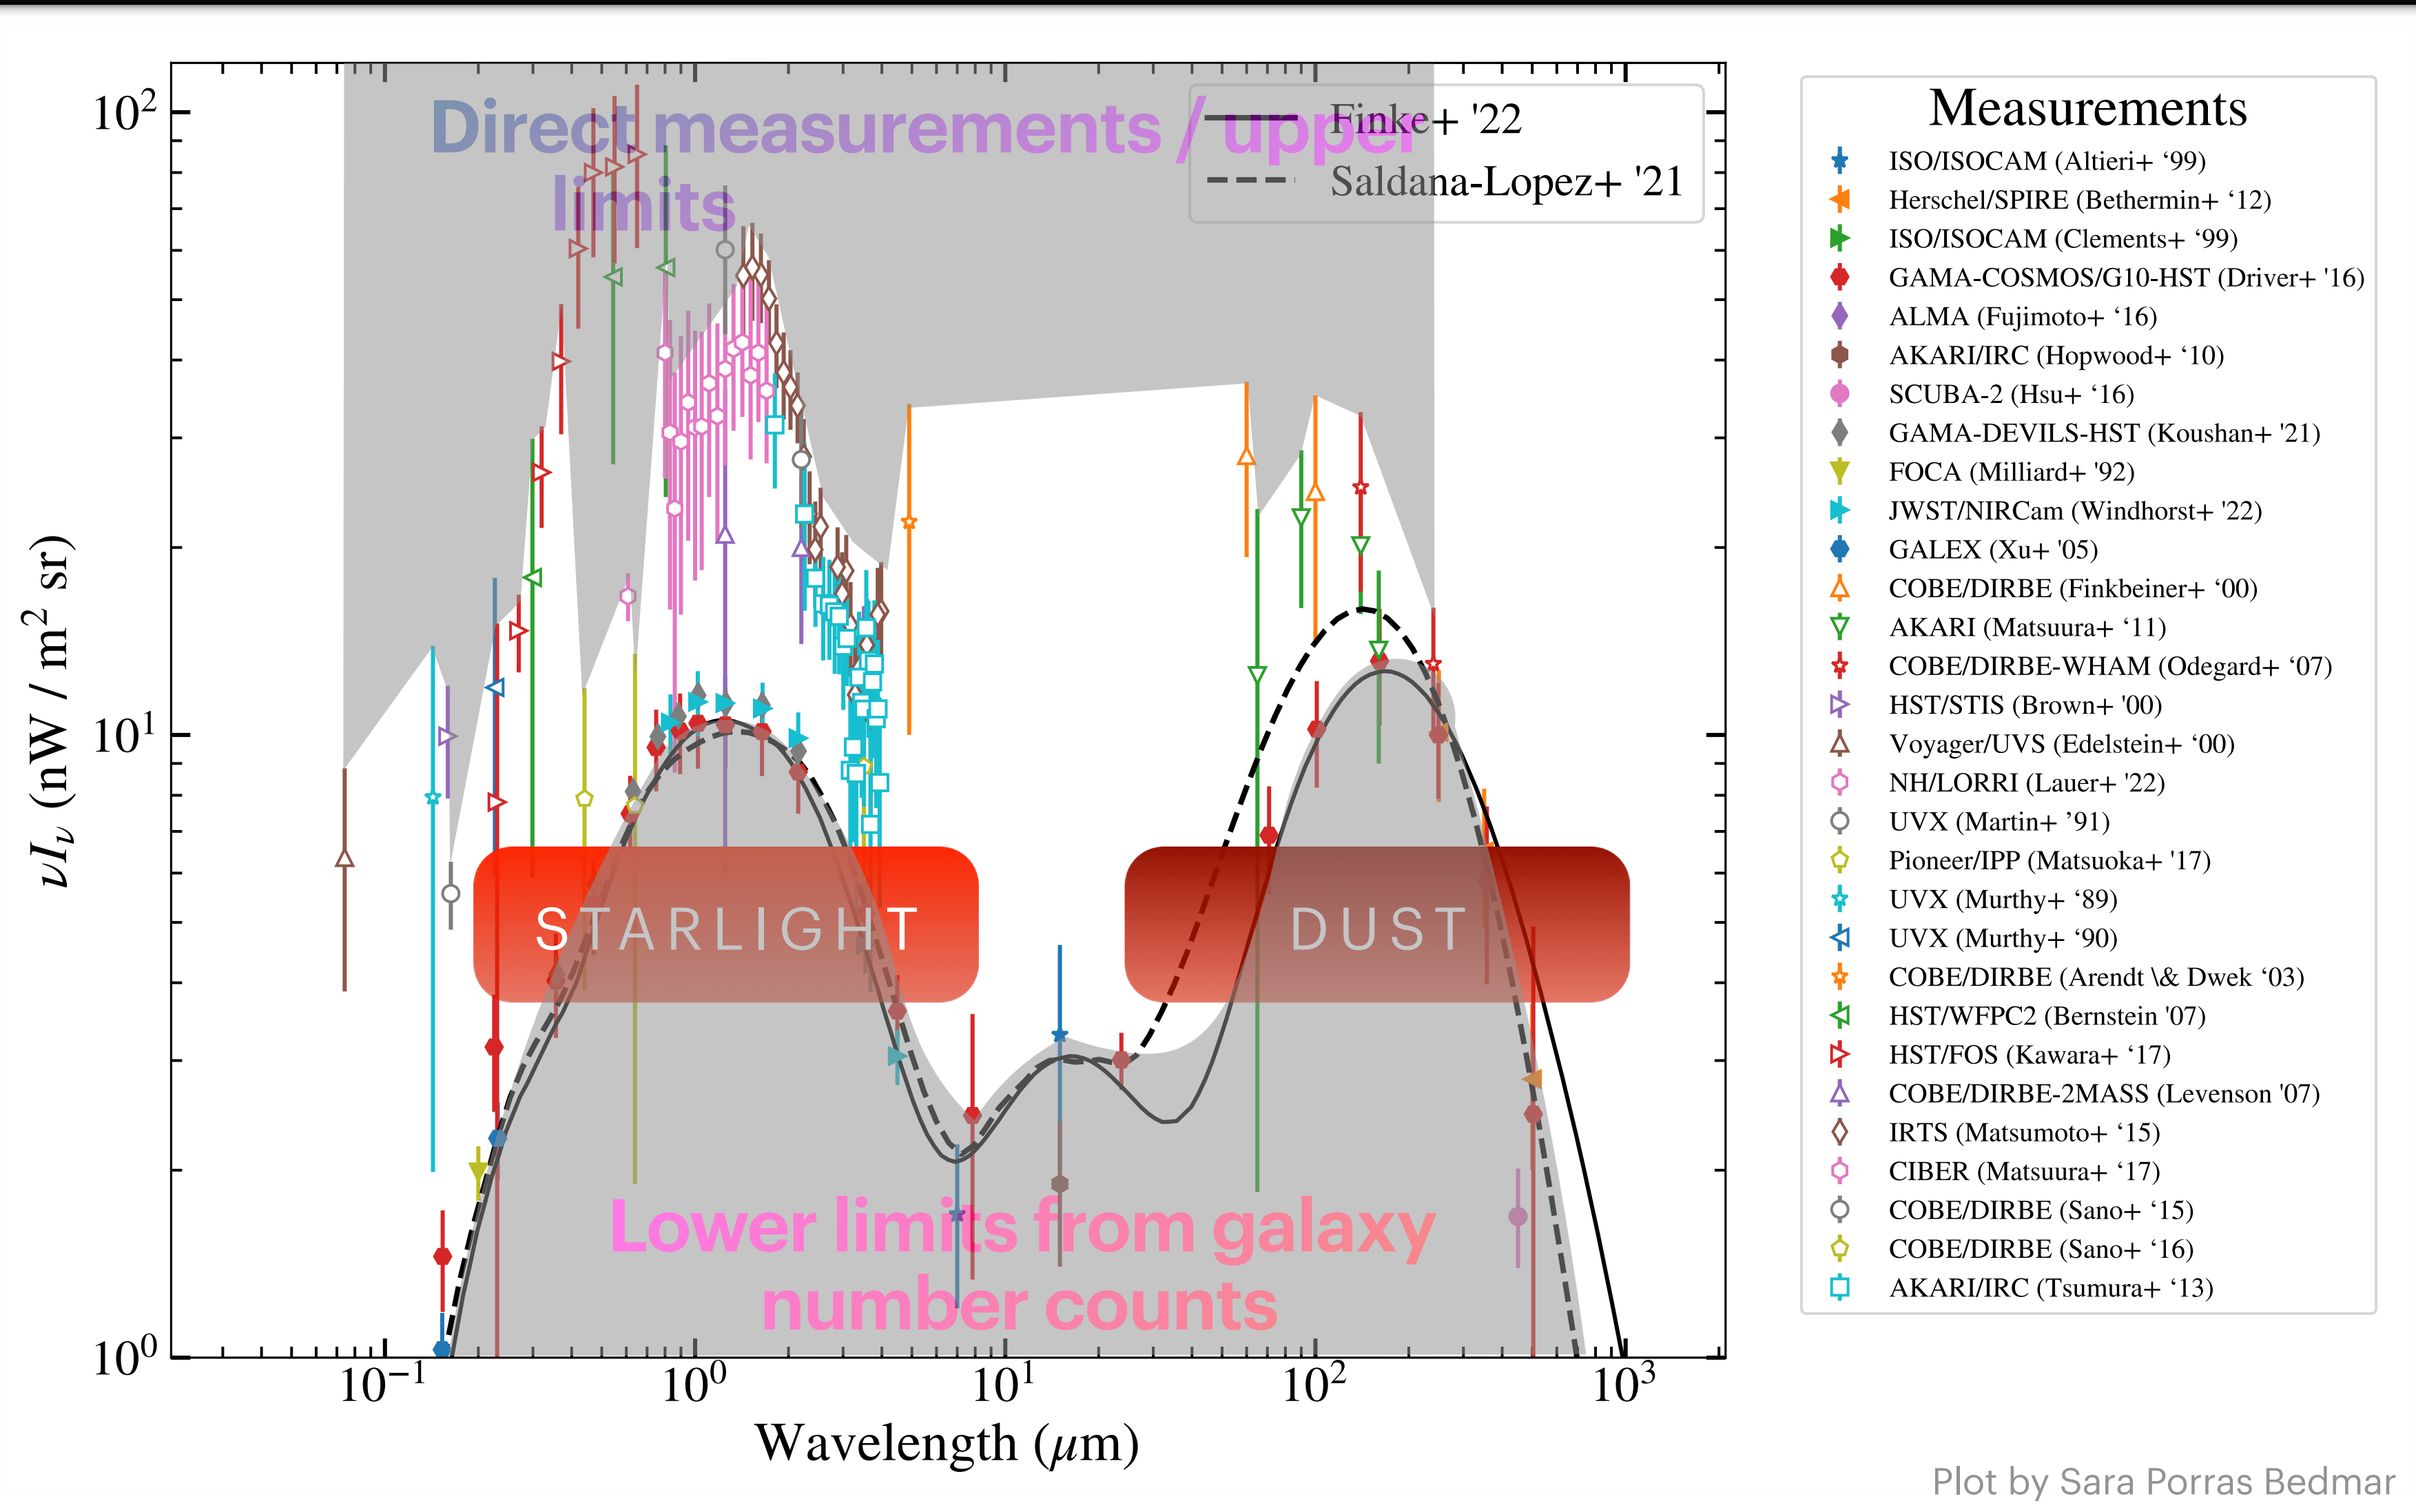 Direct measurements / upper
limits
Finke+ '22
Saldana-Lopez+ '21
10²
10¹
10⁰
νIν (nW / m² sr)
STARLIGHT
DUST
Lower limits from galaxy
number counts
10⁻¹ 10⁰ 10¹ 10² 10³
Wavelength (μm)
Measurements
ISO/ISOCAM (Altieri+ ‘99)
Herschel/SPIRE (Bethermin+ ‘12)
ISO/ISOCAM (Clements+ ‘99)
GAMA-COSMOS/G10-HST (Driver+ '16)
ALMA (Fujimoto+ ‘16)
AKARI/IRC (Hopwood+ ‘10)
SCUBA-2 (Hsu+ ‘16)
GAMA-DEVILS-HST (Koushan+ '21)
FOCA (Milliard+ '92)
JWST/NIRCam (Windhorst+ '22)
GALEX (Xu+ '05)
COBE/DIRBE (Finkbeiner+ ‘00)
AKARI (Matsuura+ ‘11)
COBE/DIRBE-WHAM (Odegard+ ‘07)
HST/STIS (Brown+ '00)
Voyager/UVS (Edelstein+ ‘00)
NH/LORRI (Lauer+ ‘22)
UVX (Martin+ ’91)
Pioneer/IPP (Matsuoka+ '17)
UVX (Murthy+ ‘89)
UVX (Murthy+ ‘90)
COBE/DIRBE (Arendt \& Dwek ‘03)
HST/WFPC2 (Bernstein '07)
HST/FOS (Kawara+ ‘17)
COBE/DIRBE-2MASS (Levenson '07)
IRTS (Matsumoto+ ‘15)
CIBER (Matsuura+ ‘17)
COBE/DIRBE (Sano+ ‘15)
COBE/DIRBE (Sano+ ‘16)
AKARI/IRC (Tsumura+ ‘13)
Plot by Sara Porras Bedmar